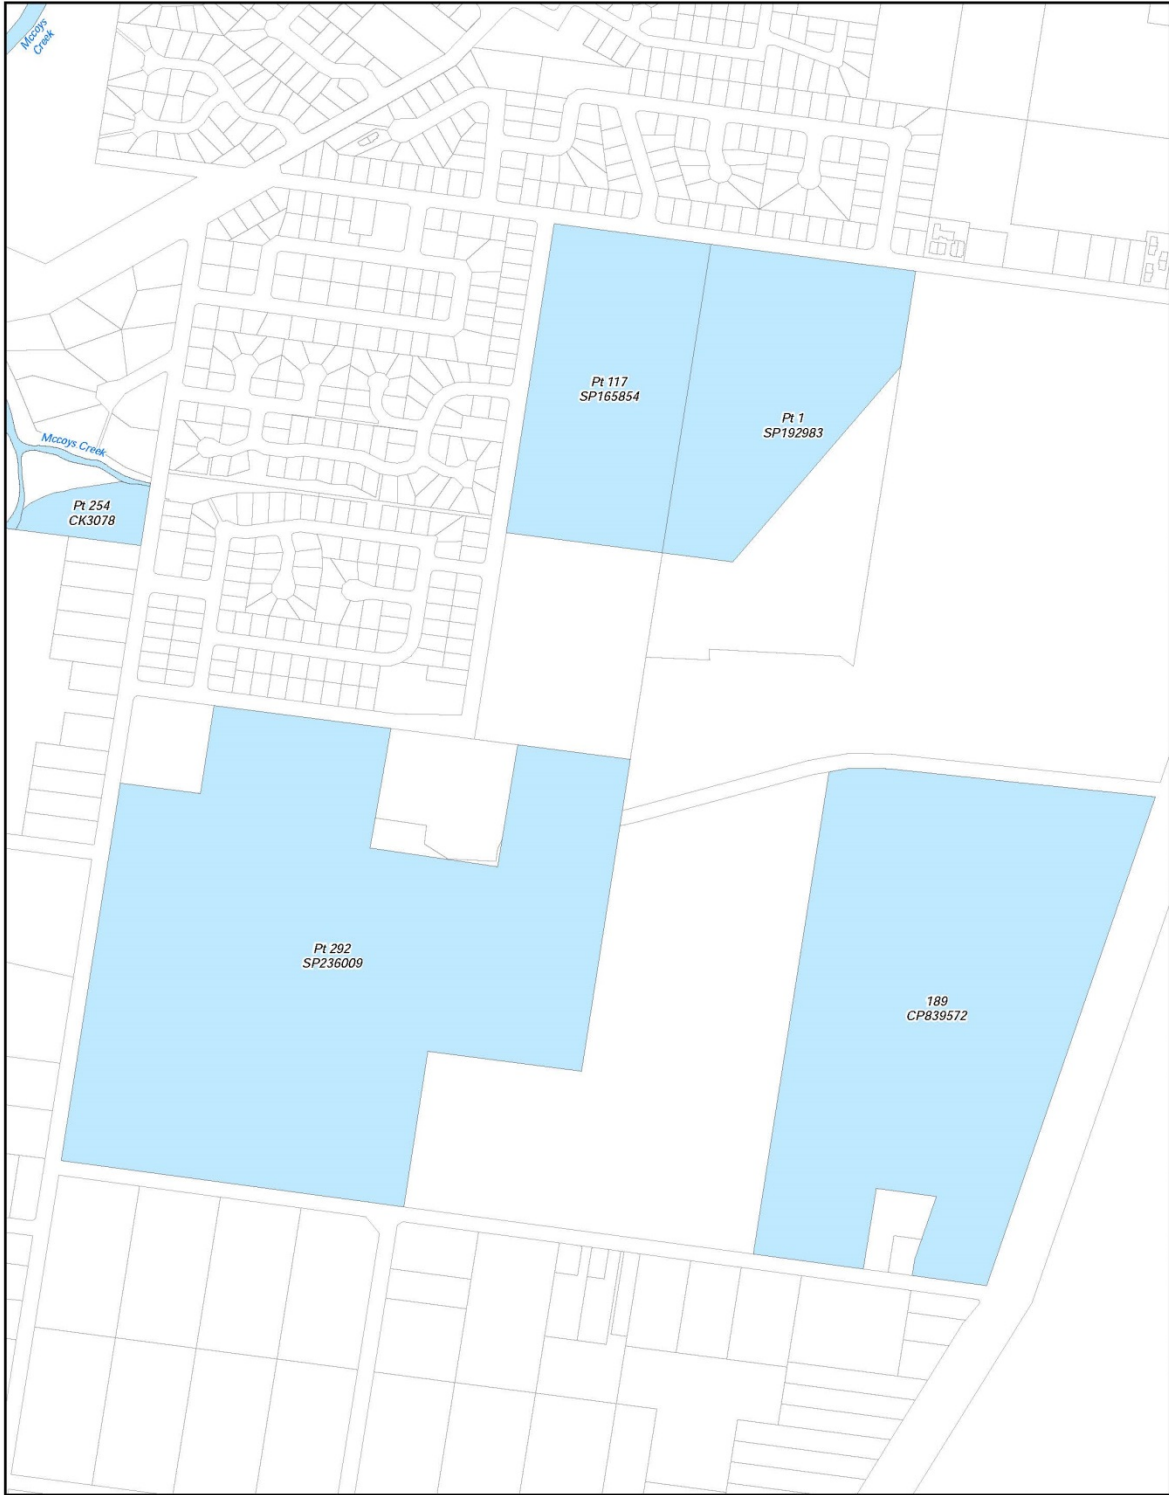 Mccoys
Creek
Pt 117
SP165854
Pt 1
SP192983
Mccoys Creek
Pt 254
CK3078
Pt 292
SP236009
189
CP839572